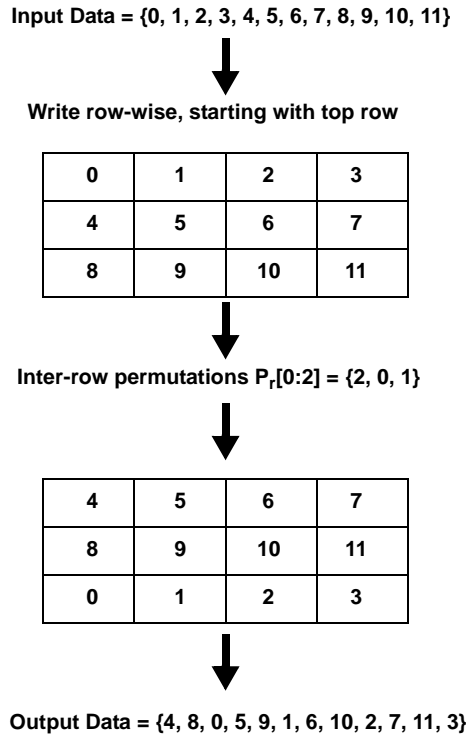 Input Data = {0, 1, 2, 3, 4, 5, 6, 7, 8, 9, 10, 11}
Write row-wise, starting with top row
0 1 2 3
4 5 6 7
8 9 10 11
Inter-row permutations Pr[0:2] = {2, 0, 1}
4 5 6 7
8 9 10 11
0 1 2 3
Output Data = {4, 8, 0, 5, 9, 1, 6, 10, 2, 7, 11, 3}